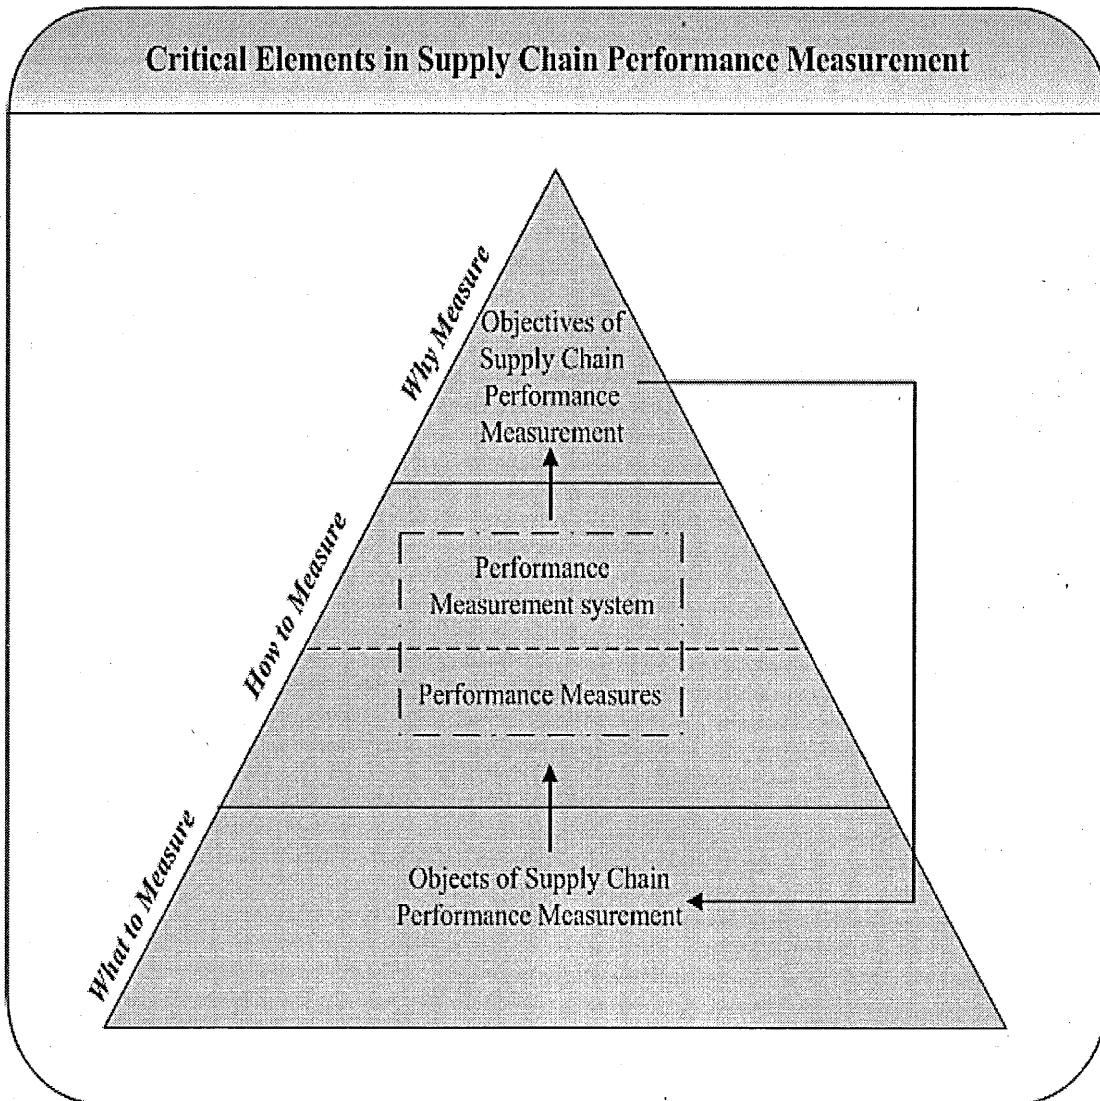 Critical Elements in Supply Chain Performance Measurement
Why Measure
Objectives of
Supply Chain
Performance
Measurement
How to Measure
Performance
Measurement system
Performance Measures
What to Measure
Objects of Supply Chain
Performance Measurement